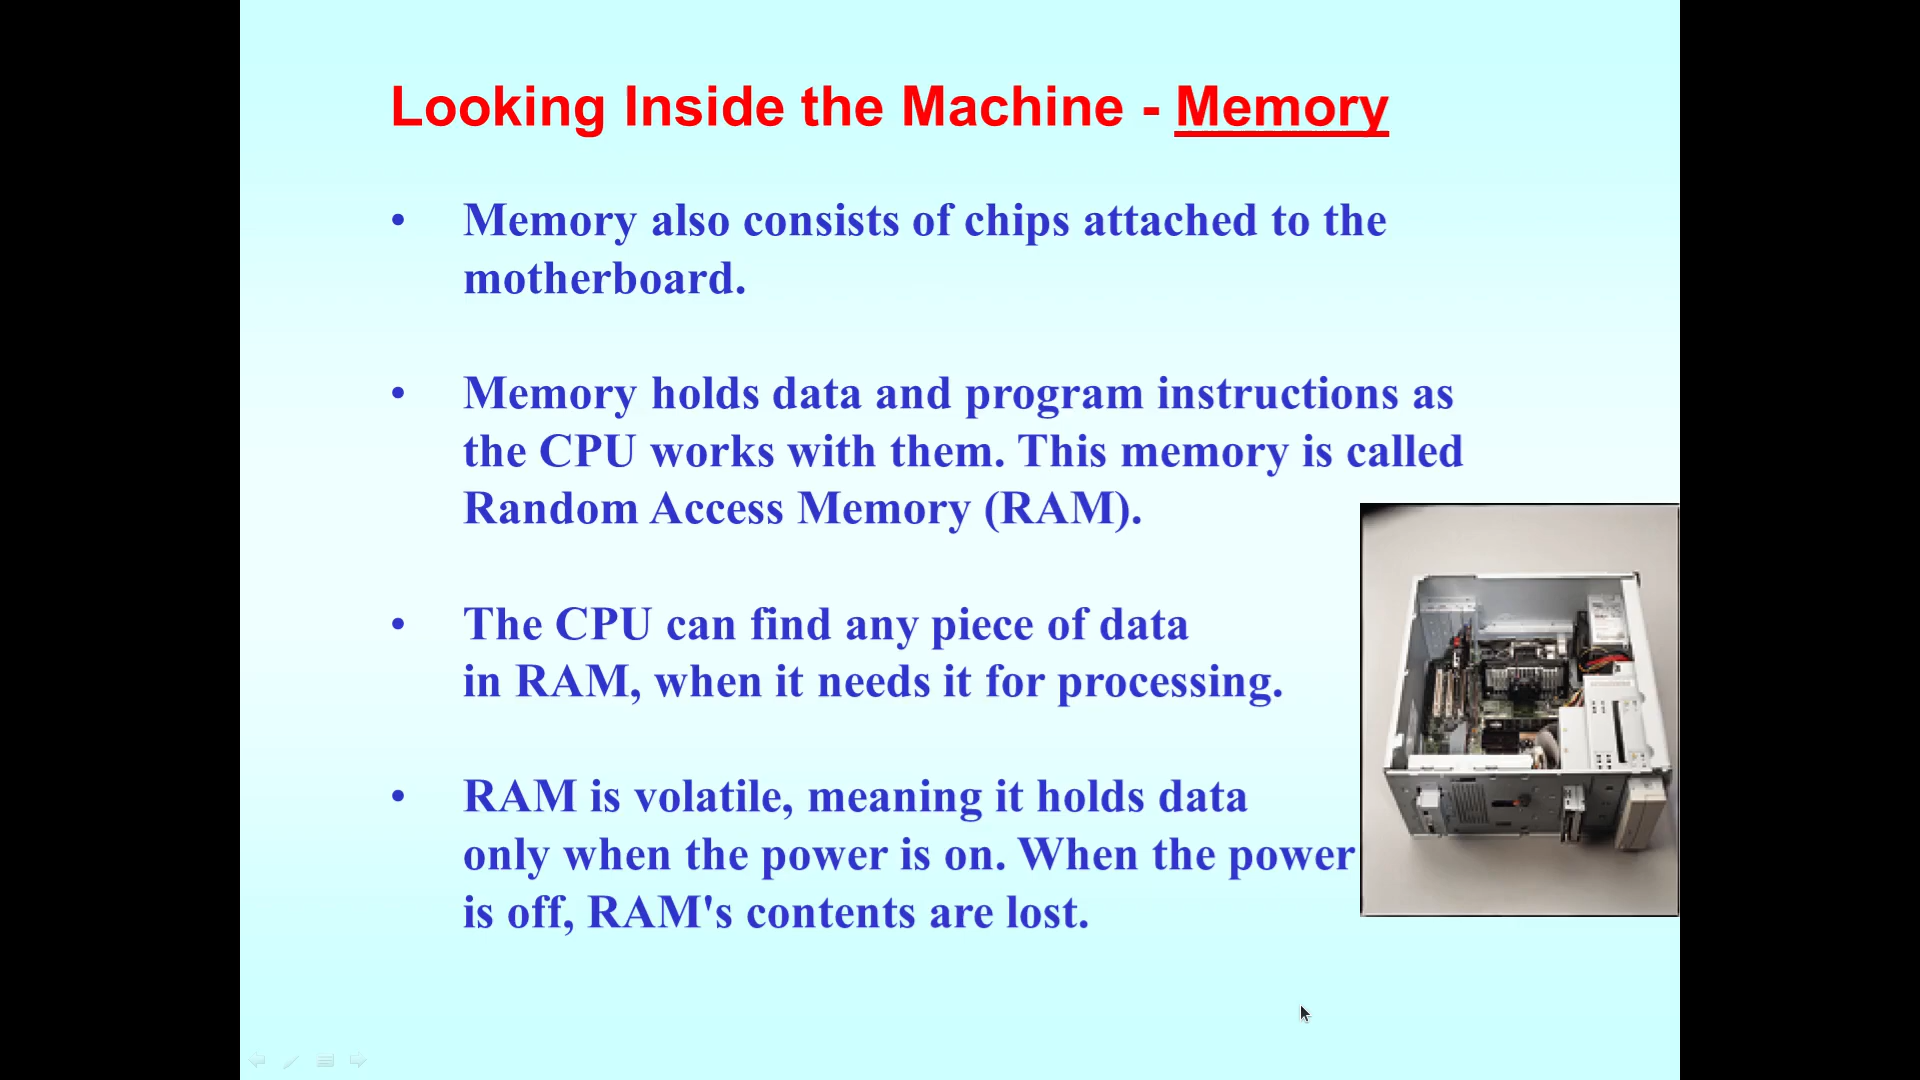 Looking Inside the Machine - Memory
• Memory also consists of chips attached to the
motherboard.
• Memory holds data and program instructions as
the CPU works with them. This memory is called
Random Access Memory (RAM).
• The CPU can find any piece of data
in RAM, when it needs it for processing.
• RAM is volatile, meaning it holds data
only when the power is on. When the power
is off, RAM's contents are lost.